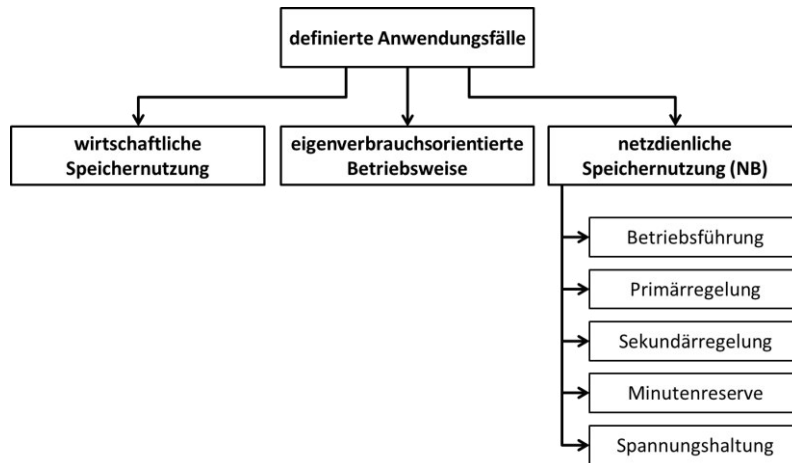 definierte Anwendungsfälle
wirtschaftliche
Speichernutzung
eigenverbrauchsorientierte
Betriebsweise
netzdienliche
Speichernutzung (NB)
Betriebsführung
Primärregelung
Sekundärregelung
Minutenreserve
Spannungshaltung